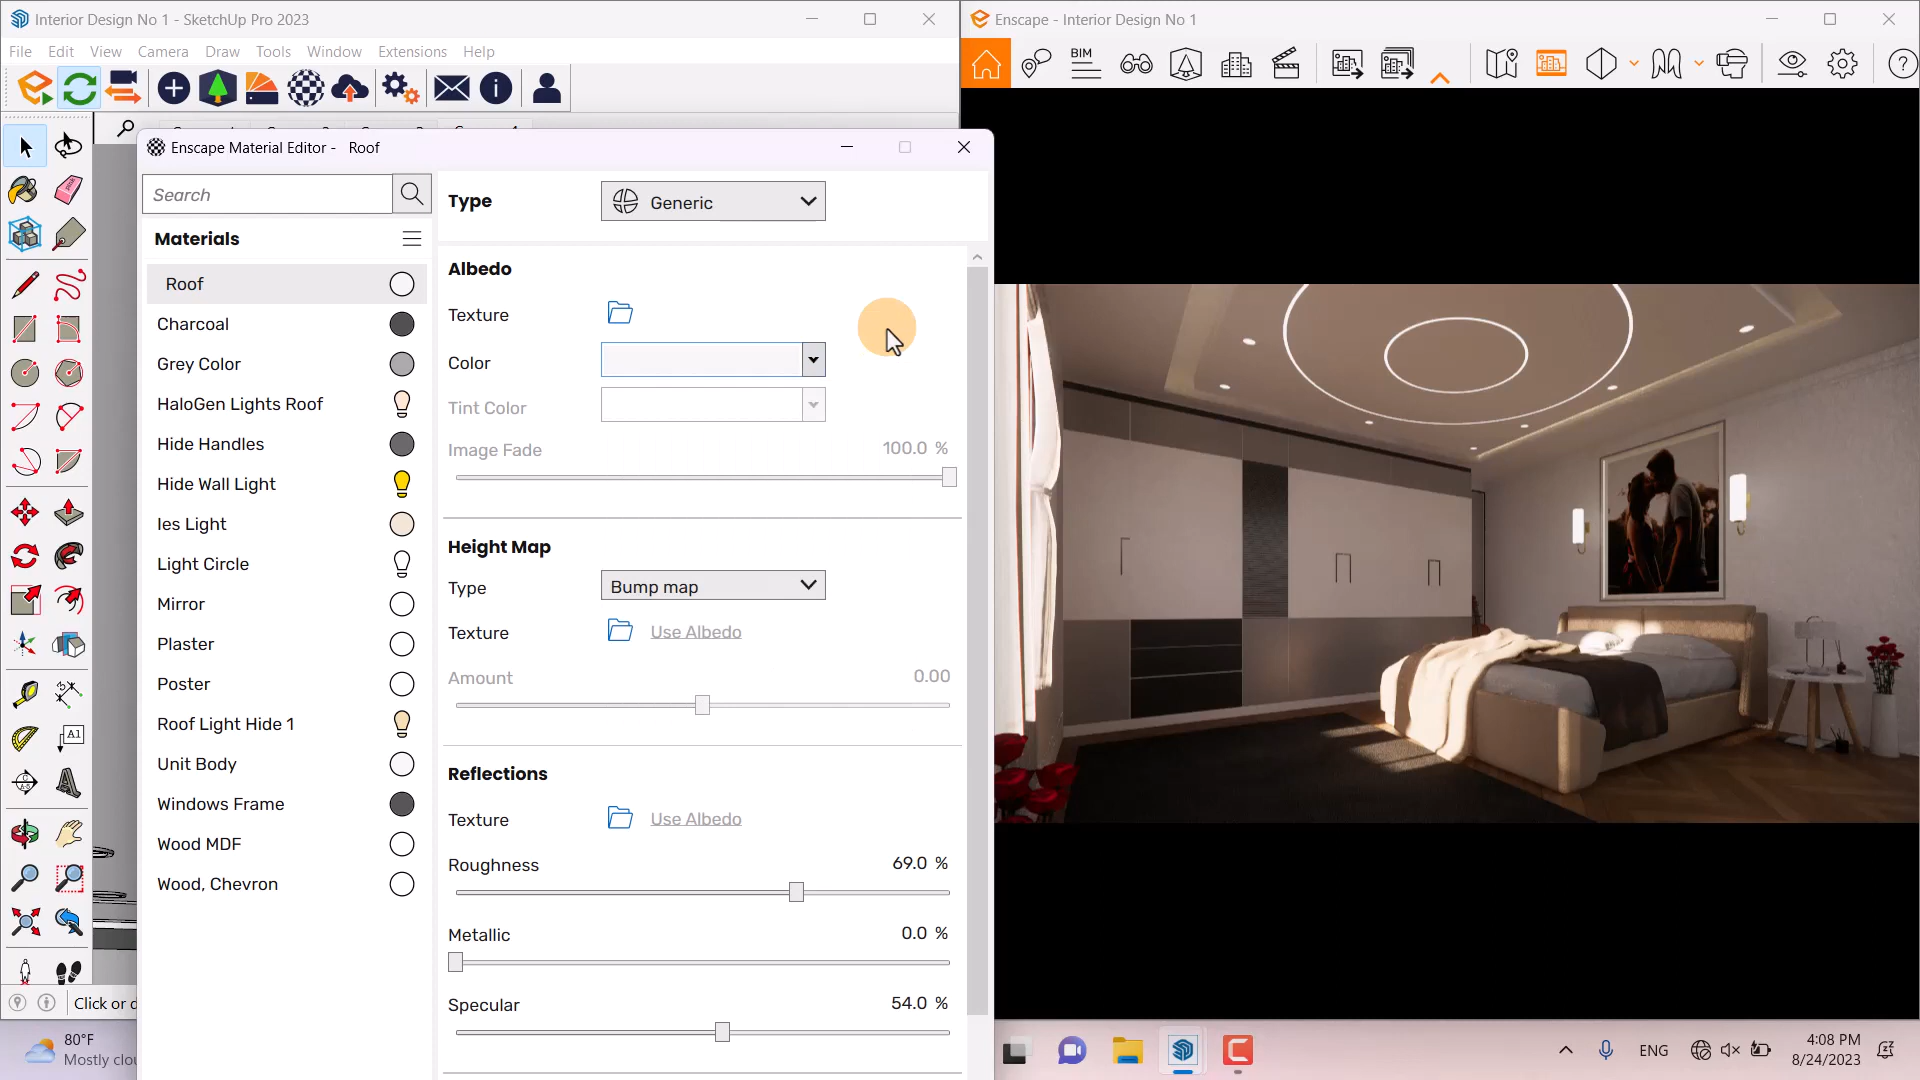 Interior Design No 1 - SketchUp Pro 2023
Enscape - Interior Design No 1
File Edit View Camera Draw Tools Window Extensions Help
BIM
Enscape Material Editor - Roof
Search
Type
Generic
Materials
Albedo
Roof
Texture
Charcoal
Color
Grey Color
Tint Color
HaloGen Lights Roof
Image Fade
100.0 %
Hide Handles
Hide Wall Light
Ies Light
Height Map
Light Circle
Type
Bump map
Mirror
Texture
Use Albedo
Plaster
Amount
0.00
Poster
Roof Light Hide 1
A1
Unit Body
Reflections
Windows Frame
Texture
Use Albedo
Wood MDF
Roughness
69.0 %
Wood, Chevron
Metallic
0.0 %
Specular
54.0 %
Click or d
80°F
Mostly clou
ENG
4:08 PM
8/24/2023